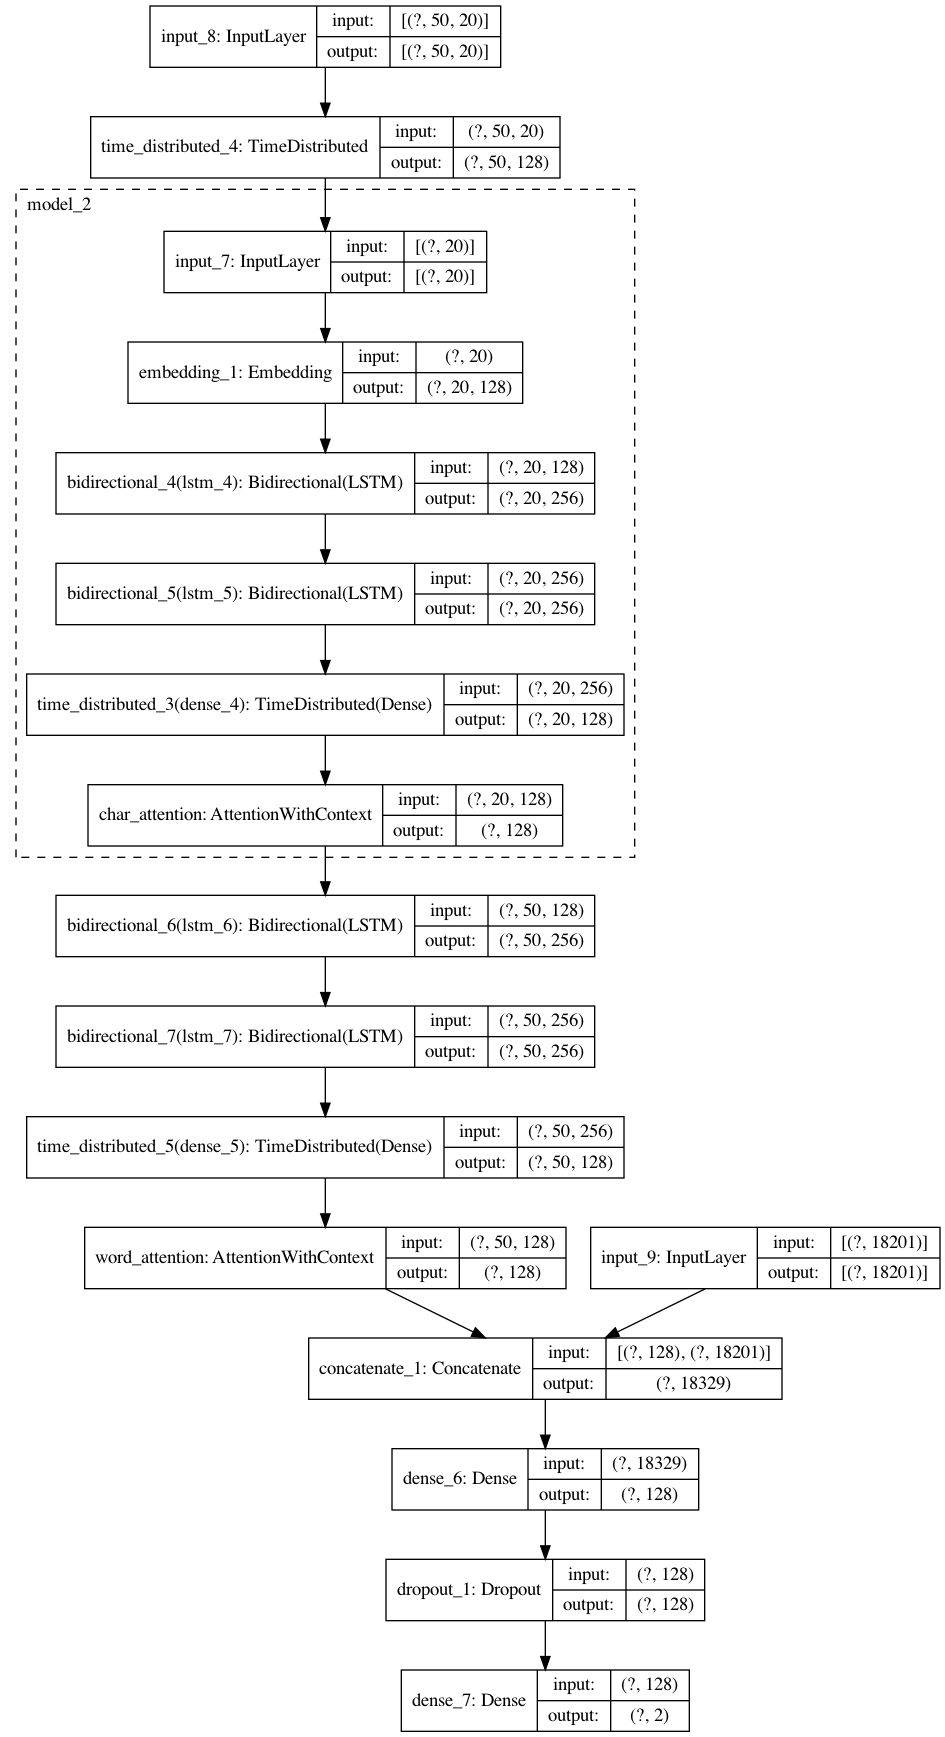 input_8: InputLayer
input: [(?, 50, 20)]
output: [(?, 50, 20)]
time_distributed_4: TimeDistributed
input: (?, 50, 20)
output: (?, 50, 128)
model_2
input_7: InputLayer
input: [(?, 20)]
output: [(?, 20)]
embedding_1: Embedding
input: (?, 20)
output: (?, 20, 128)
bidirectional_4(lstm_4): Bidirectional(LSTM)
input: (?, 20, 128)
output: (?, 20, 256)
bidirectional_5(lstm_5): Bidirectional(LSTM)
input: (?, 20, 256)
output: (?, 20, 256)
time_distributed_3(dense_4): TimeDistributed(Dense)
input: (?, 20, 256)
output: (?, 20, 128)
char_attention: AttentionWithContext
input: (?, 20, 128)
output: (?, 128)
bidirectional_6(lstm_6): Bidirectional(LSTM)
input: (?, 50, 128)
output: (?, 50, 256)
bidirectional_7(lstm_7): Bidirectional(LSTM)
input: (?, 50, 256)
output: (?, 50, 256)
time_distributed_5(dense_5): TimeDistributed(Dense)
input: (?, 50, 256)
output: (?, 50, 128)
word_attention: AttentionWithContext
input: (?, 50, 128)
output: (?, 128)
input_9: InputLayer
input: [(?, 18201)]
output: [(?, 18201)]
concatenate_1: Concatenate
input: [(?, 128), (?, 18201)]
output: (?, 18329)
dense_6: Dense
input: (?, 18329)
output: (?, 128)
dropout_1: Dropout
input: (?, 128)
output: (?, 128)
dense_7: Dense
input: (?, 128)
output: (?, 2)